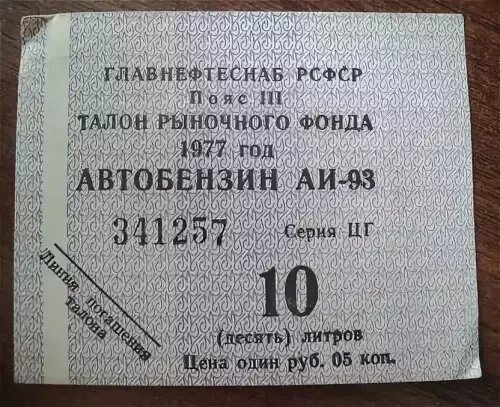 ГЛАВНЕФТЕСНАБ РСФСР
Пояс III
ТАЛОН РЫНОЧНОГО ФОНДА
1977 год
АВТОБЕНЗИН АИ-93
341257 Серия ЦГ
10
(десять) литров
Цена один руб. 05 коп.
Линия погашения
талона